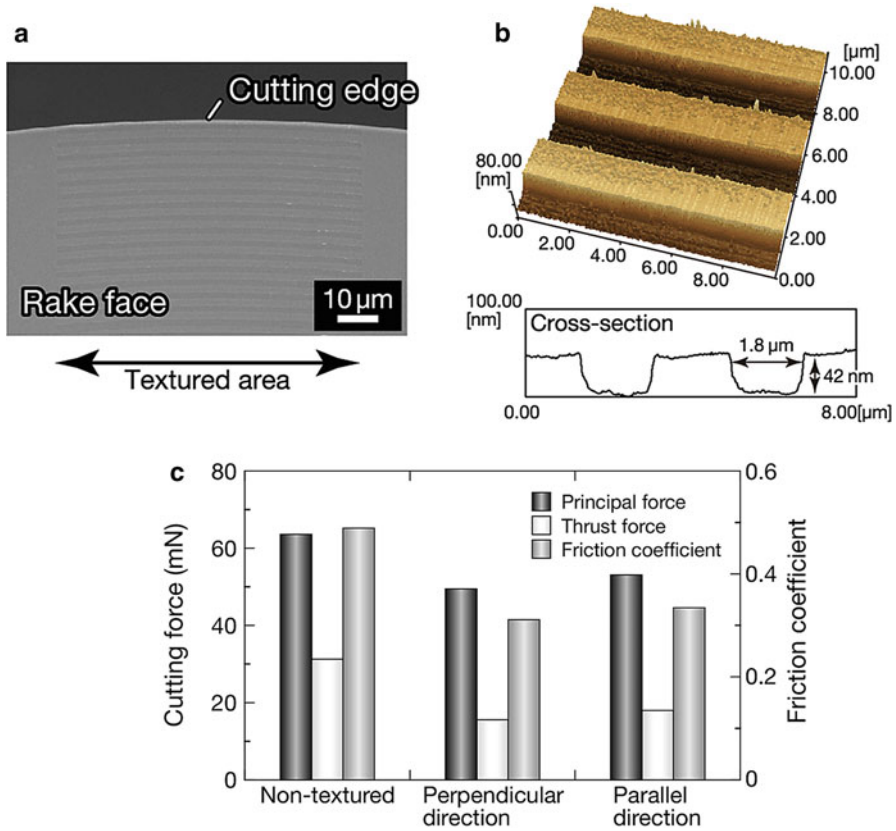 a
Cutting edge
Rake face
10 µm
Textured area
b
[µm]
10.00
8.00
6.00
4.00
2.00
0.00
80.00
[nm]
0.00
2.00
4.00
6.00
8.00
100.00
[nm]
Cross-section
1.8 µm
42 nm
0.00
8.00[µm]
c
80
60
40
20
0
Cutting force (mN)
Principal force
Thrust force
Friction coefficient
0.6
0.4
0.2
0
Friction coefficient
Non-textured
Perpendicular
direction
Parallel
direction